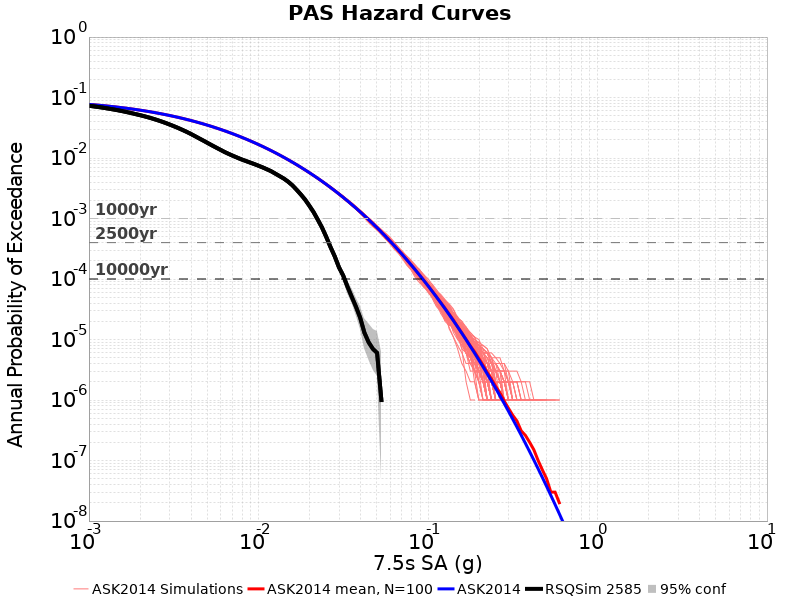 PAS Hazard Curves
Annual Probability of Exceedance
10^0
10^-1
10^-2
10^-3
10^-4
10^-5
10^-6
10^-7
10^-8
1000yr
2500yr
10000yr
10^-3 10^-2 10^-1 10^0 10^1
7.5s SA (g)
ASK2014 Simulations ASK2014 mean, N=100 ASK2014 RSQSim 2585 95% conf